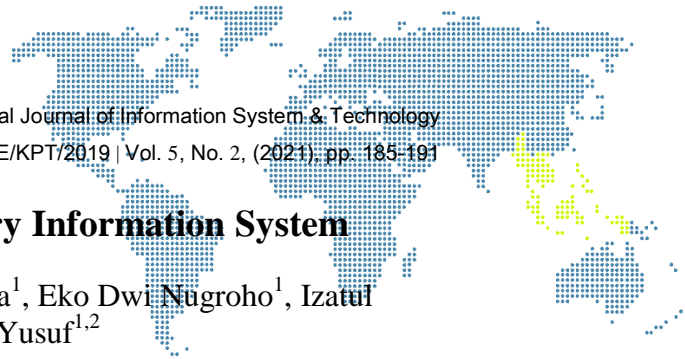 al Journal of Information System & Technology
E/KPT/2019 | Vol. 5, No. 2, (2021), pp. 185-191
ry Information System
a¹, Eko Dwi Nugroho¹, Izatul
Yusuf¹,²